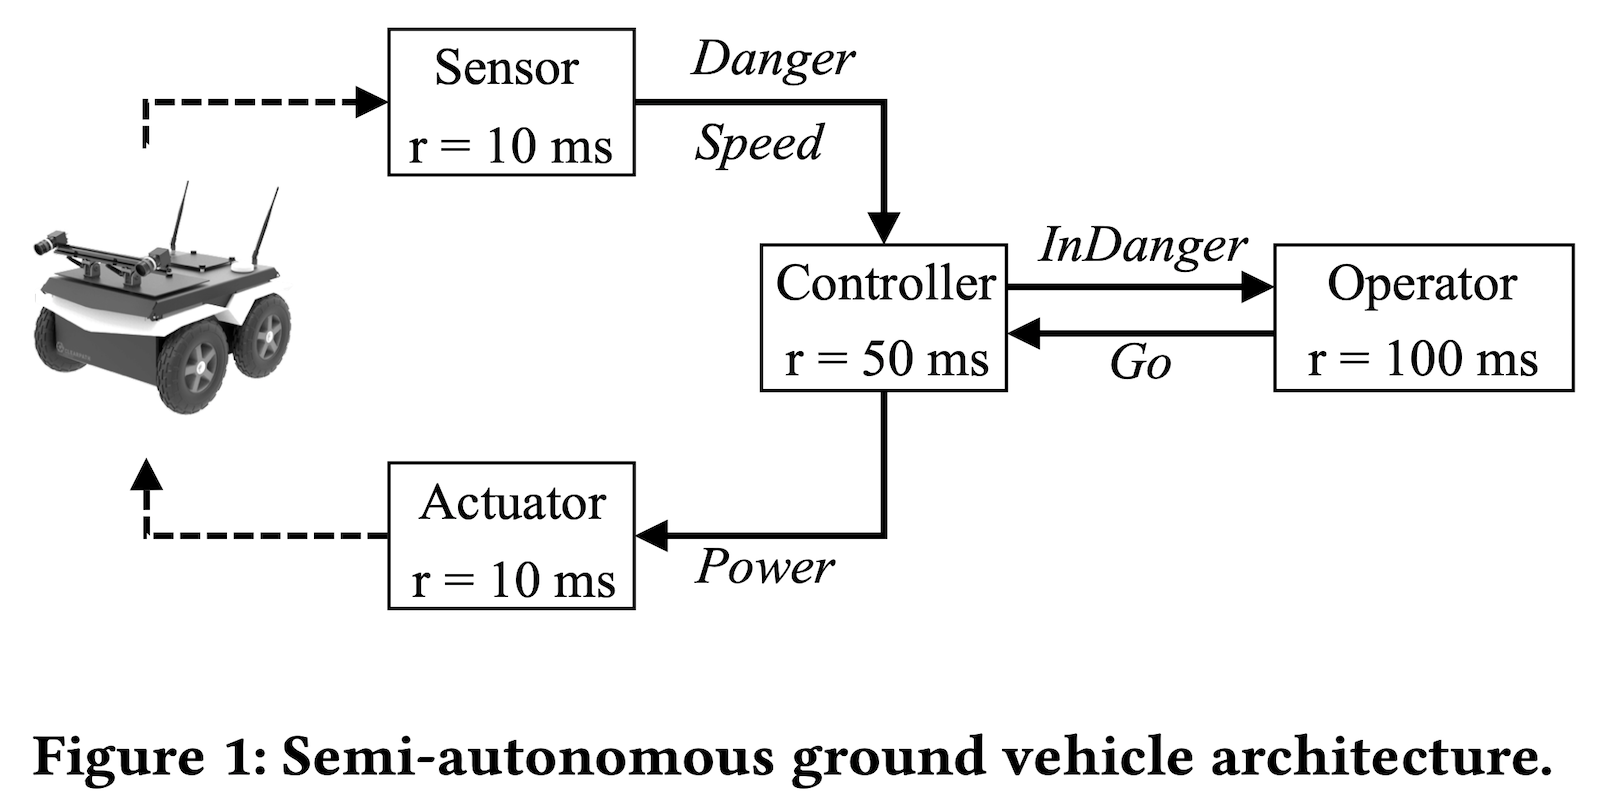 Sensor
r = 10 ms
Danger
Speed
Controller
r = 50 ms
InDanger
Go
Operator
r = 100 ms
Actuator
r = 10 ms
Power
Figure 1: Semi-autonomous ground vehicle architecture.